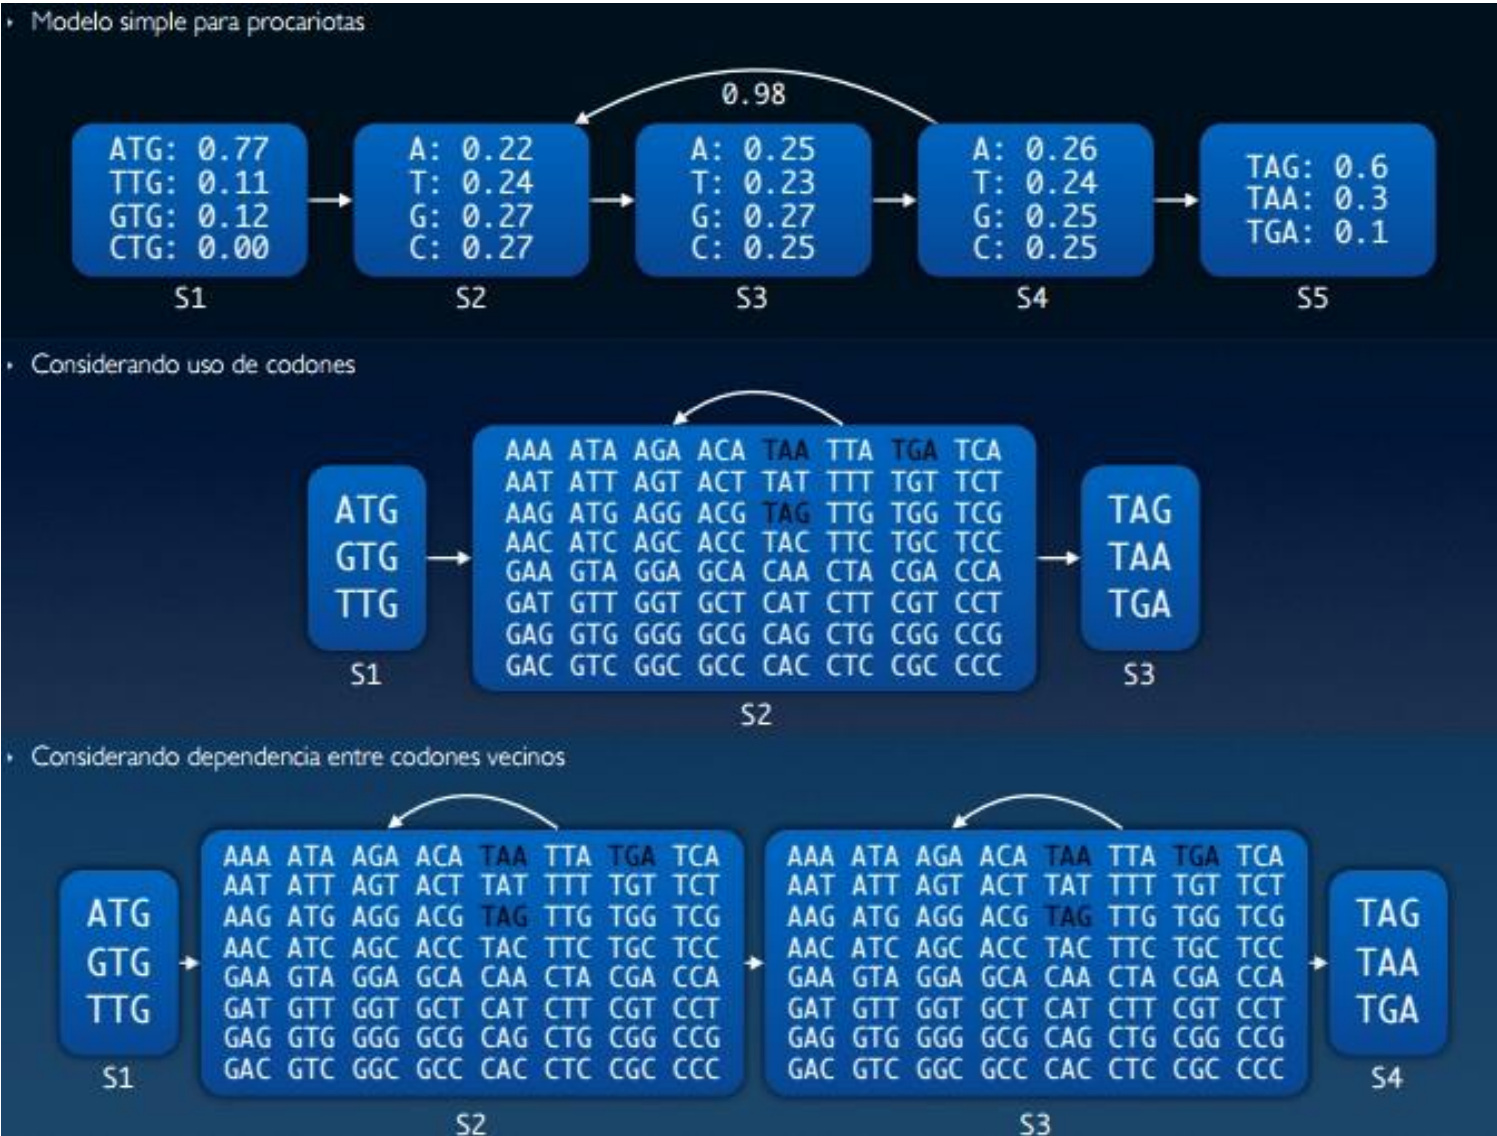 Modelo simple para procariotas
0.98
ATG: 0.77
TTG: 0.11
GTG: 0.12
CTG: 0.00
S1
A: 0.22
T: 0.24
G: 0.27
C: 0.27
S2
A: 0.25
T: 0.23
G: 0.27
C: 0.25
S3
A: 0.26
T: 0.24
G: 0.25
C: 0.25
S4
TAG: 0.6
TAA: 0.3
TGA: 0.1
S5
Considerando uso de codones
ATG
GTG
TTG
S1
AAA ATA AGA ACA TAA TTA TGA TCA
AAT ATT AGT ACT TAT TTT TGT TCT
AAG ATG AGG ACG TAG TTG TGG TCG
AAC ATC AGC ACC TAC TTC TGC TCC
GAA GTA GGA GCA CAA CTA CGA CCA
GAT GTT GGT GCT CAT CTT CGT CCT
GAG GTG GGG GCG CAG CTG CGG CCG
GAC GTC GGC GCC CAC CTC CGC CCC
S2
TAG
TAA
TGA
S3
Considerando dependencia entre codones vecinos
ATG
GTG
TTG
S1
AAA ATA AGA ACA TAA TTA TGA TCA
AAT ATT AGT ACT TAT TTT TGT TCT
AAG ATG AGG ACG TAG TTG TGG TCG
AAC ATC AGC ACC TAC TTC TGC TCC
GAA GTA GGA GCA CAA CTA CGA CCA
GAT GTT GGT GCT CAT CTT CGT CCT
GAG GTG GGG GCG CAG CTG CGG CCG
GAC GTC GGC GCC CAC CTC CGC CCC
S2
AAA ATA AGA ACA TAA TTA TGA TCA
AAT ATT AGT ACT TAT TTT TGT TCT
AAG ATG AGG ACG TAG TTG TGG TCG
AAC ATC AGC ACC TAC TTC TGC TCC
GAA GTA GGA GCA CAA CTA CGA CCA
GAT GTT GGT GCT CAT CTT CGT CCT
GAG GTG GGG GCG CAG CTG CGG CCG
GAC GTC GGC GCC CAC CTC CGC CCC
S3
TAG
TAA
TGA
S4